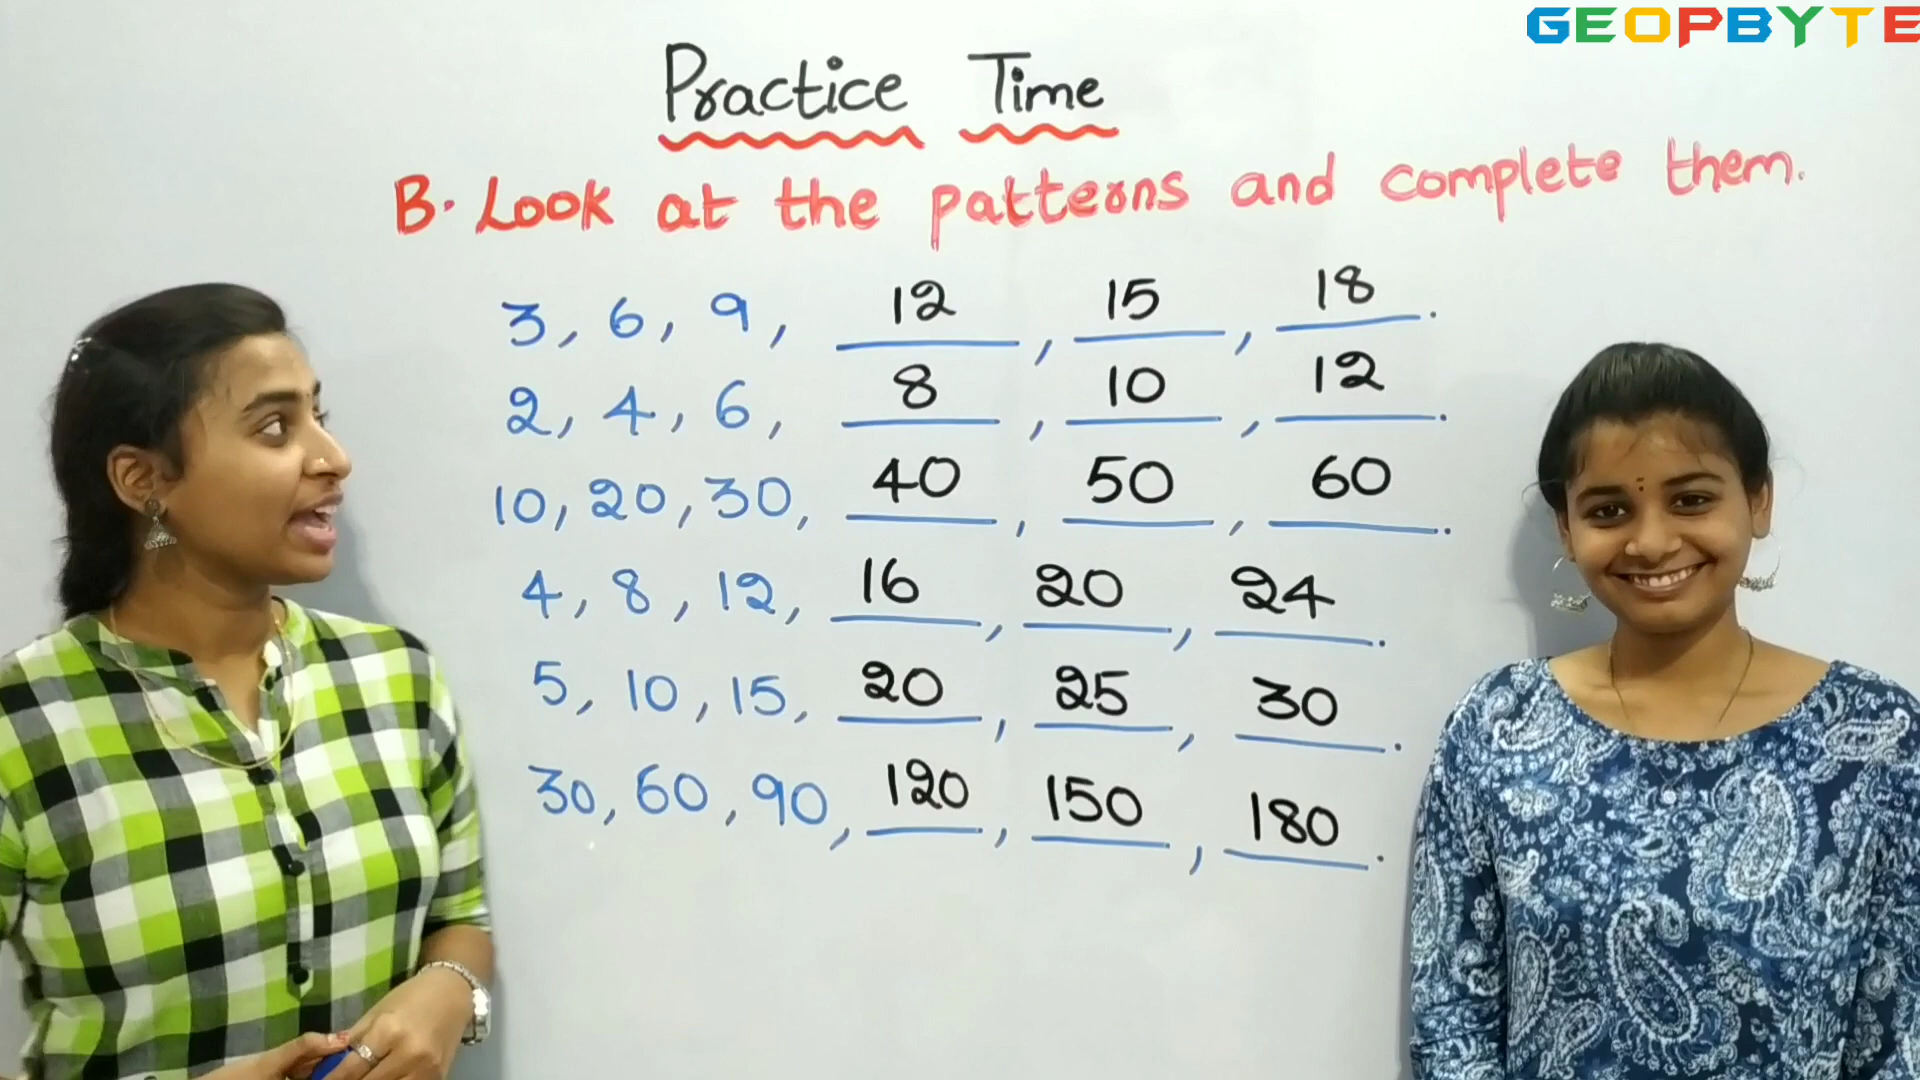 GEOPBYTE
Practice Time
B. Look at the patterns and complete them.
3, 6, 9, 12, 15, 18.
2, 4, 6, 8, 10, 12.
10, 20, 30, 40, 50, 60.
4, 8, 12, 16, 20, 24.
5, 10, 15, 20, 25, 30.
30, 60, 90, 120, 150, 180.